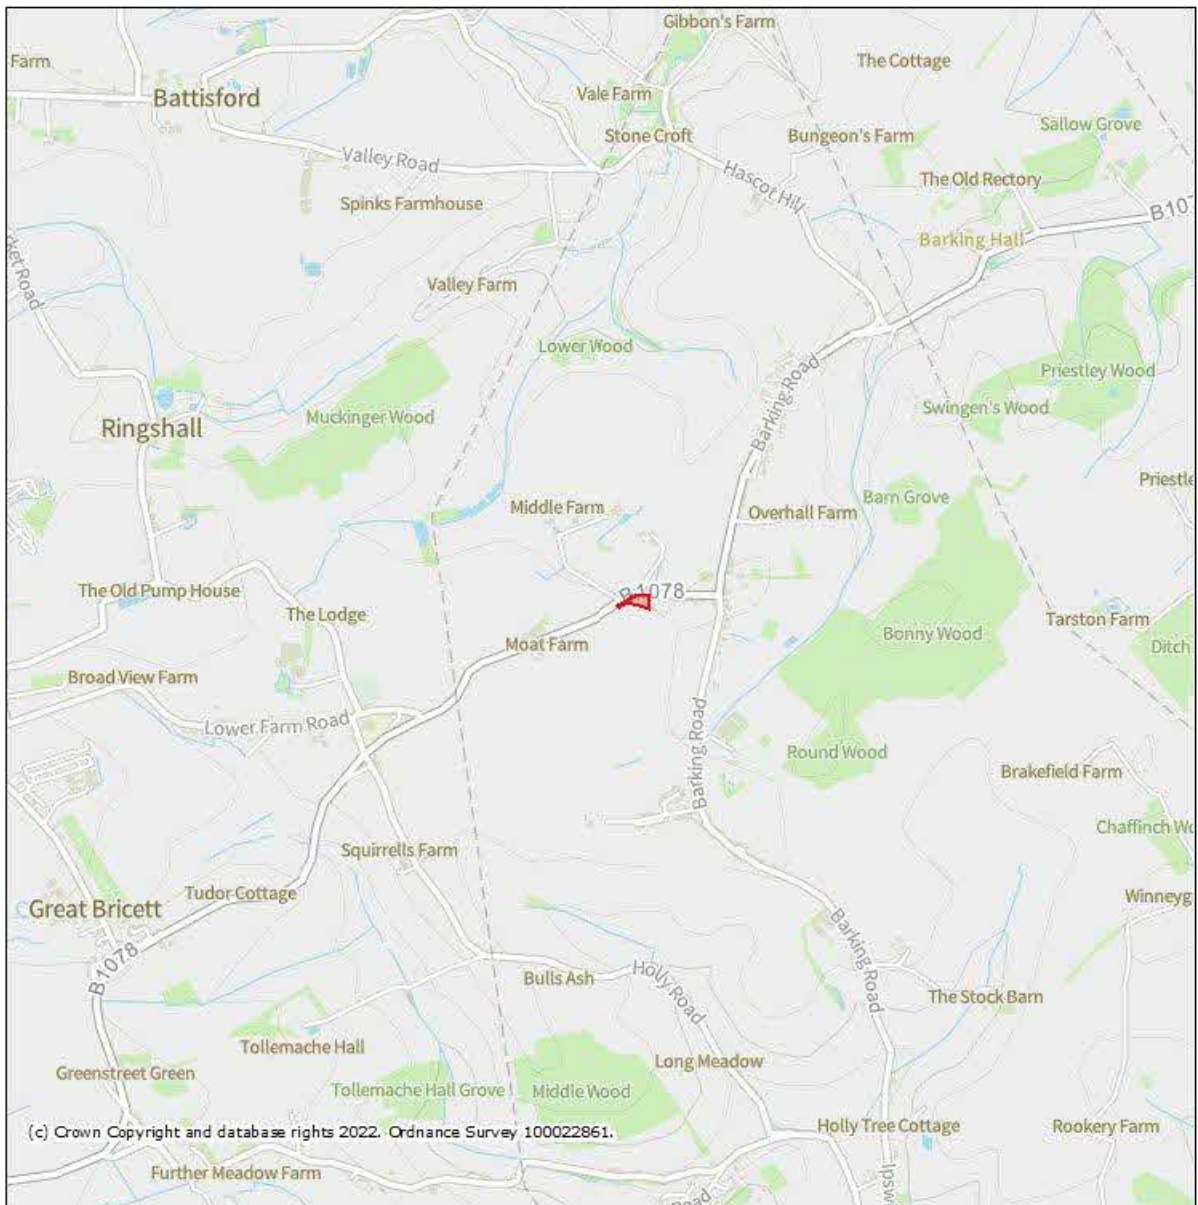 Gibbon's Farm
Farm
The Cottage
Battisford
Vale Farm
Sallow Grove
Stone Croft
Bungeon's Farm
Valley Road
Hascot Hill
The Old Rectory
Spinks Farmhouse
B107
Barking Hall
rket Road
Valley Farm
Lower Wood
Barking Road
Priestley Wood
Muckinger Wood
Swingen's Wood
Ringshall
Priestle
Barn Grove
Middle Farm
Overhall Farm
The Old Pump House
B1078
The Lodge
Tarston Farm
Bonny Wood
Moat Farm
Ditch
Broad View Farm
Lower Farm Road
Barking Road
Round Wood
Brakefield Farm
Chaffinch Wo
Squirrells Farm
Tudor Cottage
Winneyg
Great Bricett
B1078
Barking Road
Bulls Ash
Holly Road
The Stock Barn
Tollemache Hall
Long Meadow
Greenstreet Green
Tollemache Hall Grove
Middle Wood
(c) Crown Copyright and database rights 2022. Ordnance Survey 100022861.
Holly Tree Cottage
Rookery Farm
Further Meadow Farm
Ipsw
Road